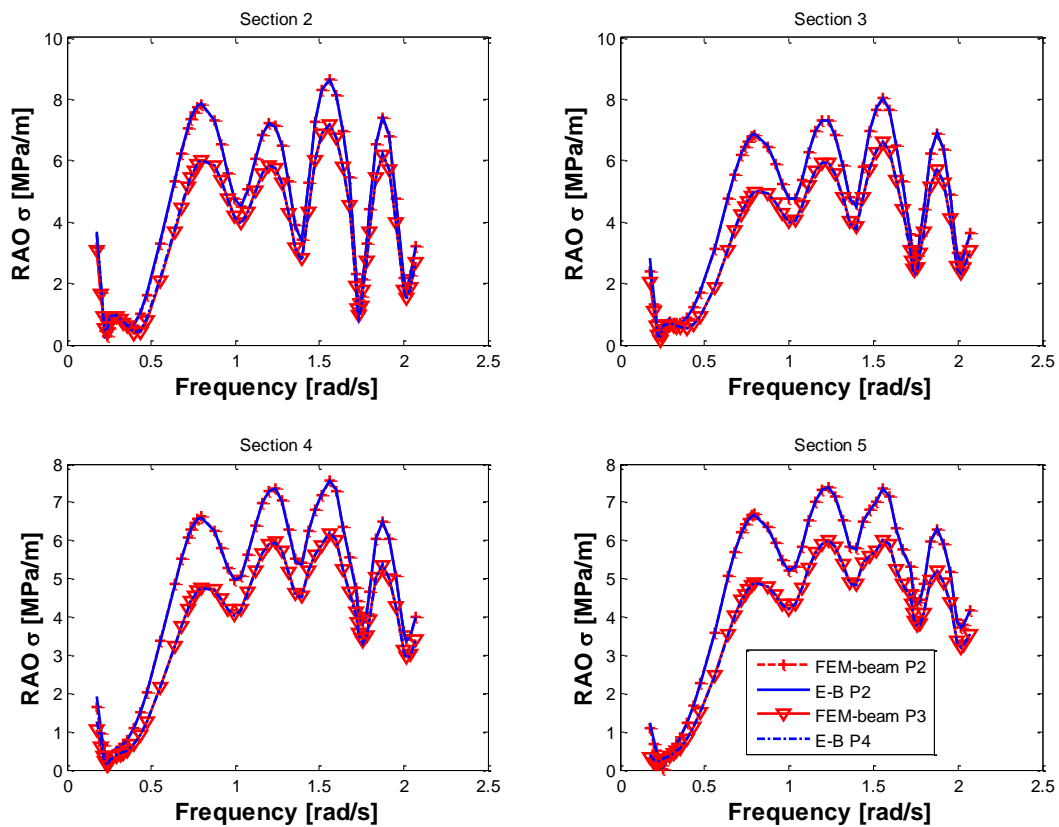 Section 2
10
8
6
4
2
0
0 0.5 1 1.5 2 2.5
RAO σ [MPa/m]
Frequency [rad/s]
Section 3
10
8
6
4
2
0
0 0.5 1 1.5 2 2.5
RAO σ [MPa/m]
Frequency [rad/s]
Section 4
8
7
6
5
4
3
2
1
0
0 0.5 1 1.5 2 2.5
RAO σ [MPa/m]
Frequency [rad/s]
Section 5
8
7
6
5
4
3
2
1
0
0 0.5 1 1.5 2 2.5
RAO σ [MPa/m]
Frequency [rad/s]
FEM-beam P2
E-B P2
FEM-beam P3
E-B P4